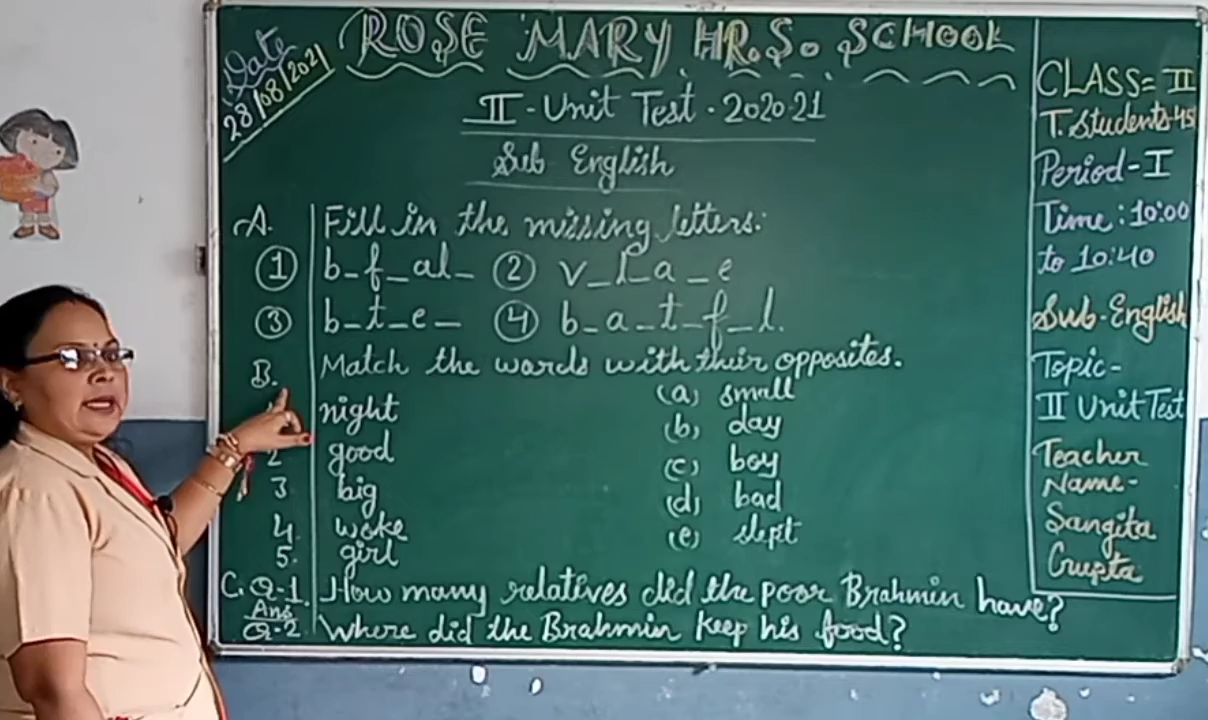 Date
28/08/2021
ROSE MARY HR. S. SCHOOL
II - Unit Test - 2020-21
Sub English
A. Fill in the missing letters:
① b_f_al_ ② v_l_a_e
③ b_t_e_ ④ b_a_t_f_l.
B. Match the words with their opposites.
night (a) small
2 good (b) day
3 big (c) boy
4. woke (d) bad
5. girl (e) slept
C. Q-1. How many relatives did the poor Brahmin have?
Ans
Q-2 Where did the Brahmin keep his food?
CLASS = II
T. Students-45
Period-I
Time: 10:00
to 10:40
Sub-English
Topic-
II Unit Test
Teacher
Name-
Sangita
Gupta